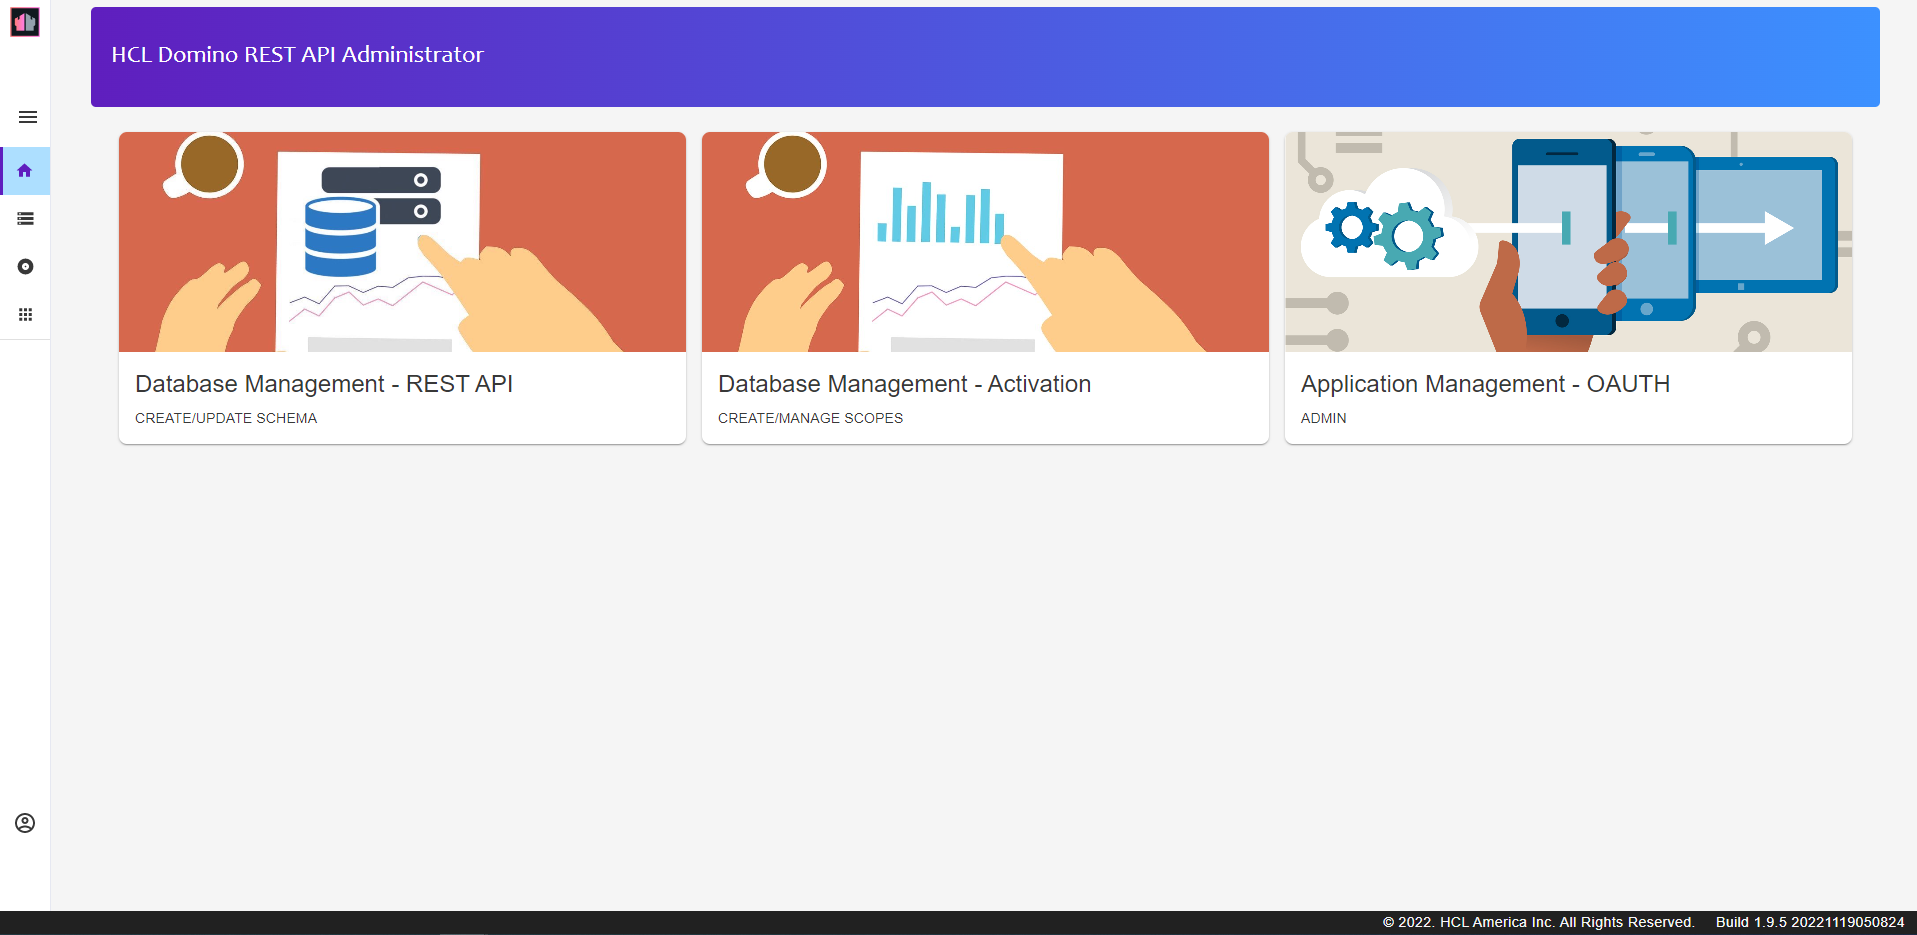 HCL Domino REST API Administrator
Database Management - REST API
CREATE/UPDATE SCHEMA
Database Management - Activation
CREATE/MANAGE SCOPES
Application Management - OAUTH
ADMIN
© 2022. HCL America Inc. All Rights Reserved. Build 1.9.5 20221119050824